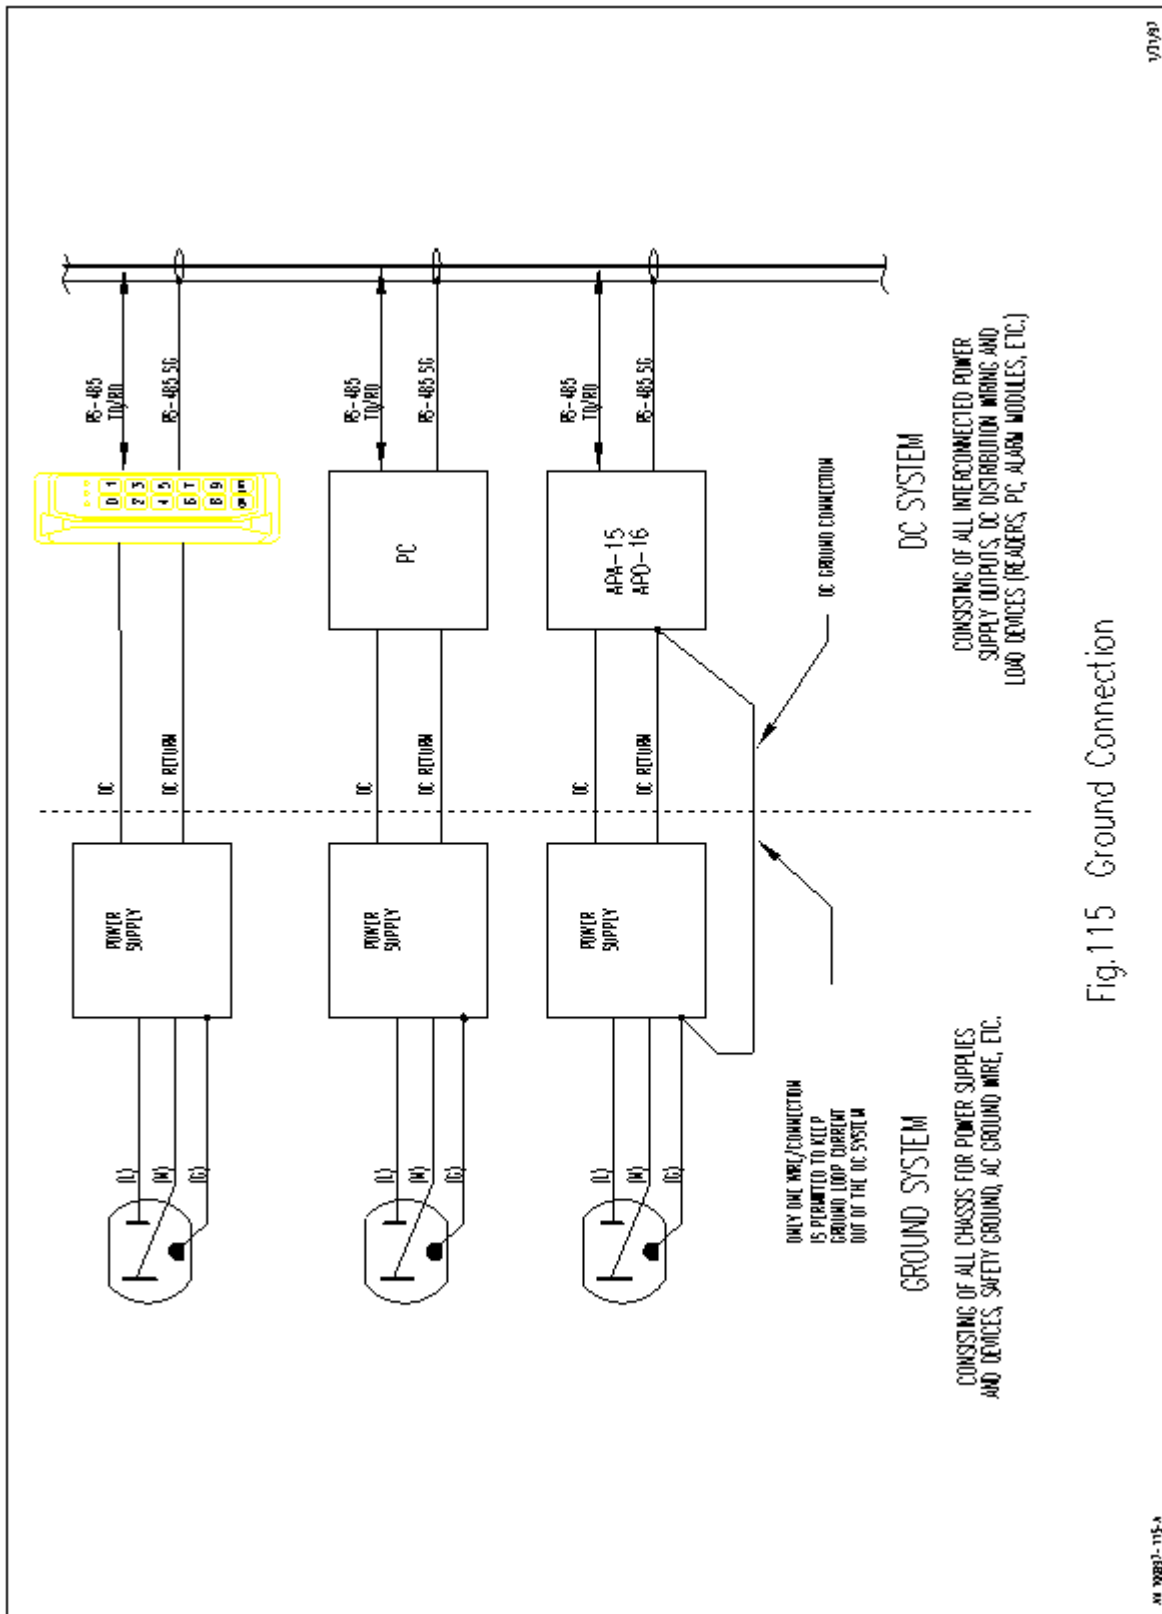 (L)
(N)
(G)
POWER
SUPPLY
DC
DC RETURN
0 1
2 3
4 5
6 7
8 9
RS-485
TD/RD
RS-485 SG
(L)
(N)
(G)
POWER
SUPPLY
DC
DC RETURN
PC
RS-485
TD/RD
RS-485 SG
(L)
(N)
(G)
POWER
SUPPLY
DC
DC RETURN
APA-15
APD-16
RS-485
TD/RD
RS-485 SG
ONLY ONE WIRE/CONNECTION
IS PERMITTED TO KEEP
GROUND LOOP CURRENT
OUT OF THE DC SYSTEM
DC GROUND CONNECTION
GROUND SYSTEM
CONSISTING OF ALL CHASSIS FOR POWER SUPPLIES
AND DEVICES, SAFETY GROUND, AC GROUND WIRE, ETC.
DC SYSTEM
CONSISTING OF ALL INTERCONNECTED POWER
SUPPLY OUTPUTS, DC DISTRIBUTION WIRING AND
LOAD DEVICES (READERS, PC, ALARM MODULES, ETC.)
Fig.115 Ground Connection